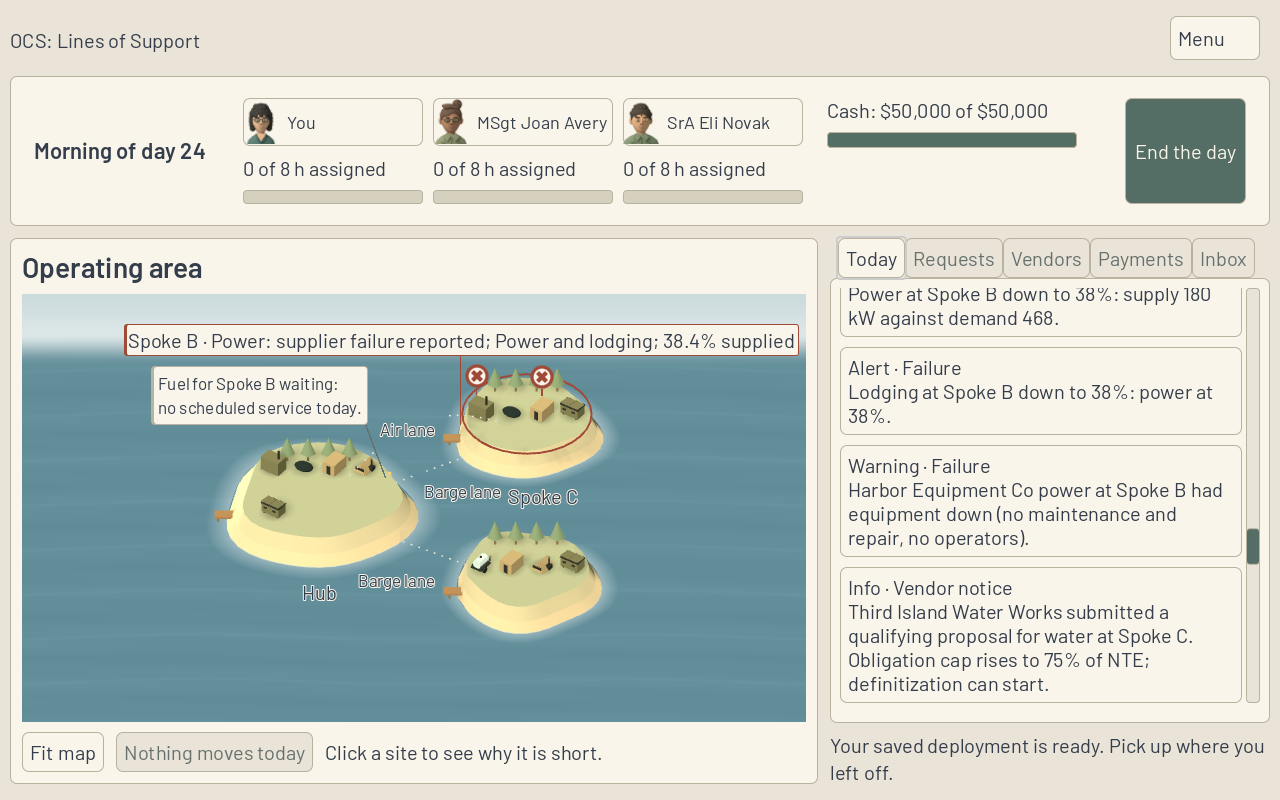 OCS: Lines of Support
Menu
Morning of day 24
You
MSgt Joan Avery
SrA Eli Novak
0 of 8 h assigned
0 of 8 h assigned
0 of 8 h assigned
Cash: $50,000 of $50,000
End the day
Operating area
Spoke B · Power: supplier failure reported; Power and lodging; 38.4% supplied
Fuel for Spoke B waiting:
no scheduled service today.
Air lane
Barge lane
Spoke C
Barge lane
Hub
Fit map
Nothing moves today
Click a site to see why it is short.
Today
Requests
Vendors
Payments
Inbox
Power at Spoke B down to 38%: supply 180
kW against demand 468.
Alert · Failure
Lodging at Spoke B down to 38%: power at
38%.
Warning · Failure
Harbor Equipment Co power at Spoke B had
equipment down (no maintenance and
repair, no operators).
Info · Vendor notice
Third Island Water Works submitted a
qualifying proposal for water at Spoke C.
Obligation cap rises to 75% of NTE;
definitization can start.
Your saved deployment is ready. Pick up where you
left off.